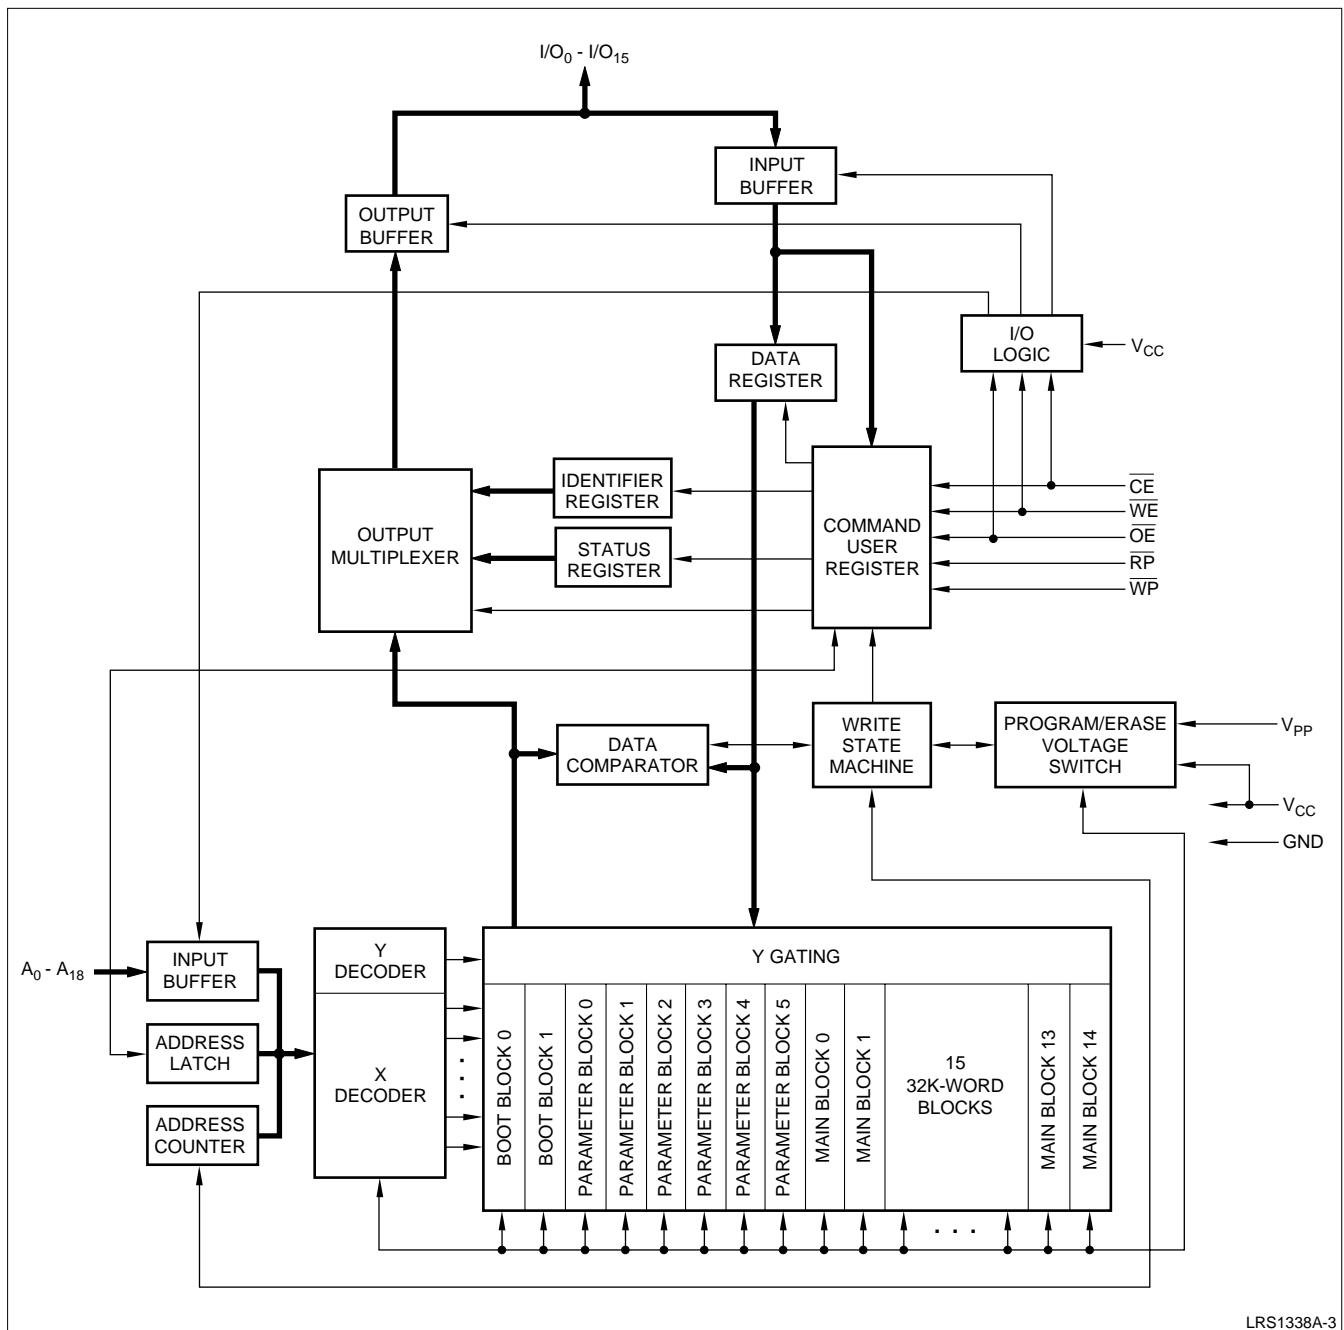 I/O0 - I/O15
INPUT
BUFFER
OUTPUT
BUFFER
I/O
LOGIC
VCC
DATA
REGISTER
IDENTIFIER
REGISTER
OUTPUT
MULTIPLEXER
STATUS
REGISTER
COMMAND
USER
REGISTER
CE
WE
OE
RP
WP
DATA
COMPARATOR
WRITE
STATE
MACHINE
PROGRAM/ERASE
VOLTAGE
SWITCH
VPP
VCC
GND
A0 - A18
INPUT
BUFFER
ADDRESS
LATCH
ADDRESS
COUNTER
Y
DECODER
X
DECODER
Y GATING
BOOT BLOCK 0
BOOT BLOCK 1
PARAMETER BLOCK 0
PARAMETER BLOCK 1
PARAMETER BLOCK 2
PARAMETER BLOCK 3
PARAMETER BLOCK 4
PARAMETER BLOCK 5
MAIN BLOCK 0
MAIN BLOCK 1
15
32K-WORD
BLOCKS
MAIN BLOCK 13
MAIN BLOCK 14
LRS1338A-3